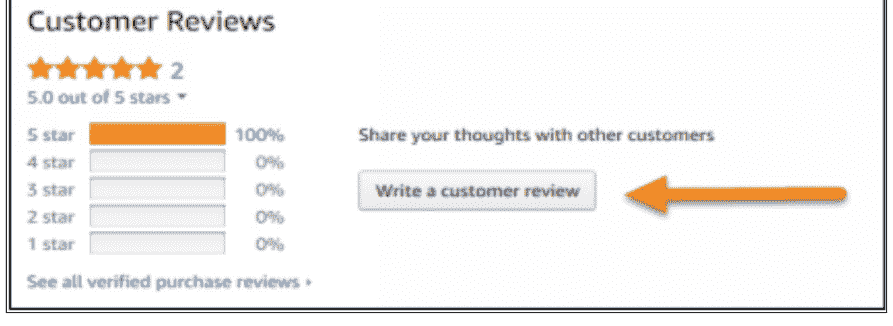 Customer Reviews
2
5.0 out of 5 stars
5 star 100%
4 star 0%
3 star 0%
2 star 0%
1 star 0%
See all verified purchase reviews ›
Share your thoughts with other customers
Write a customer review